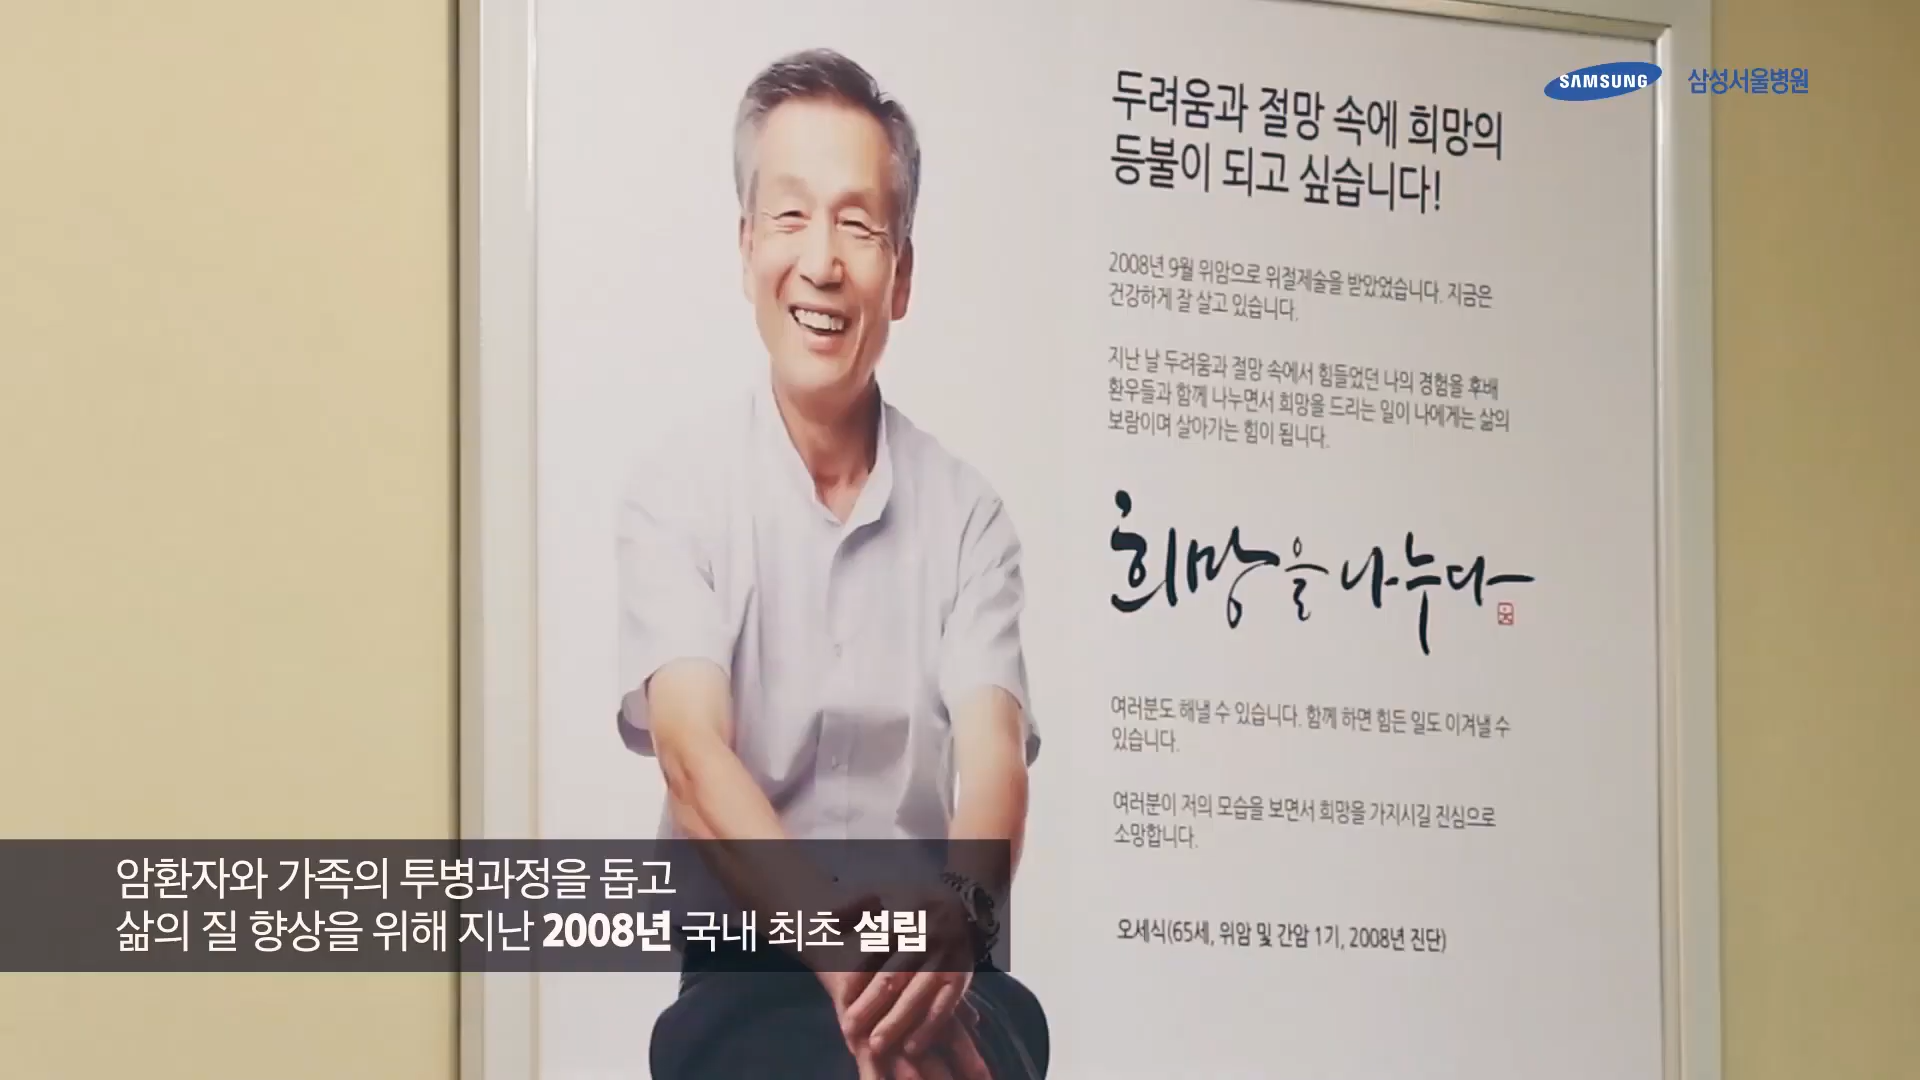 SAMSUNG 삼성서울병원
두려움과 절망 속에 희망의
등불이 되고 싶습니다!
2008년 9월 위암으로 위절제술을 받았었습니다. 지금은
건강하게 잘 살고 있습니다.
지난 날 두려움과 절망 속에서 힘들었던 나의 경험을 후배
환우들과 함께 나누면서 희망을 드리는 일이 나에게는 삶의
보람이며 살아가는 힘이 됩니다.
희망을 나누다
여러분도 해낼 수 있습니다. 함께 하면 힘든 일도 이겨낼 수
있습니다.
여러분이 저의 모습을 보면서 희망을 가지시길 진심으로
소망합니다.
오세식(65세, 위암 및 간암 1기, 2008년 진단)
암환자와 가족의 투병과정을 돕고
삶의 질 향상을 위해 지난 2008년 국내 최초 설립